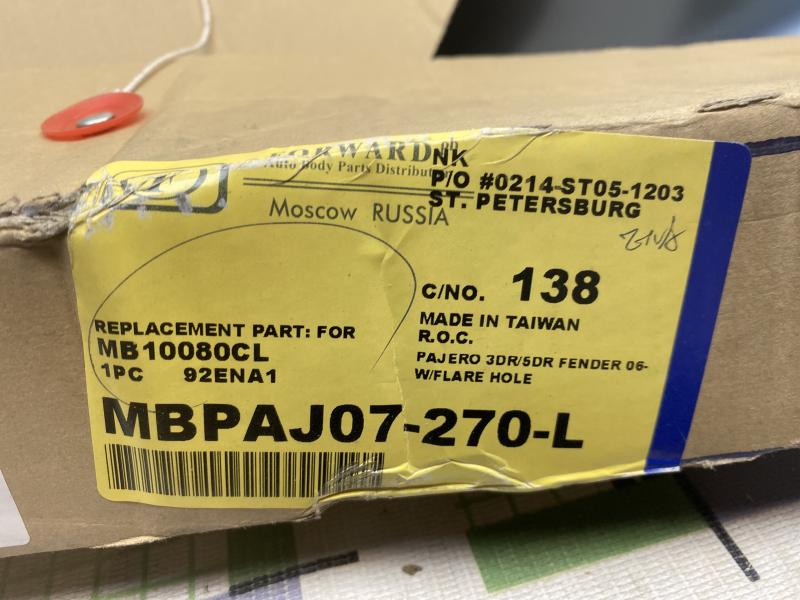 FORWARD
Auto Body Parts Distribut
Moscow RUSSIA
NK
P/O #0214-ST05-1203
ST. PETERSBURG
C/NO. 138
MADE IN TAIWAN
R.O.C.
PAJERO 3DR/5DR FENDER 06-
W/FLARE HOLE
REPLACEMENT PART: FOR
MB10080CL
1PC 92ENA1
MBPAJ07-270-L